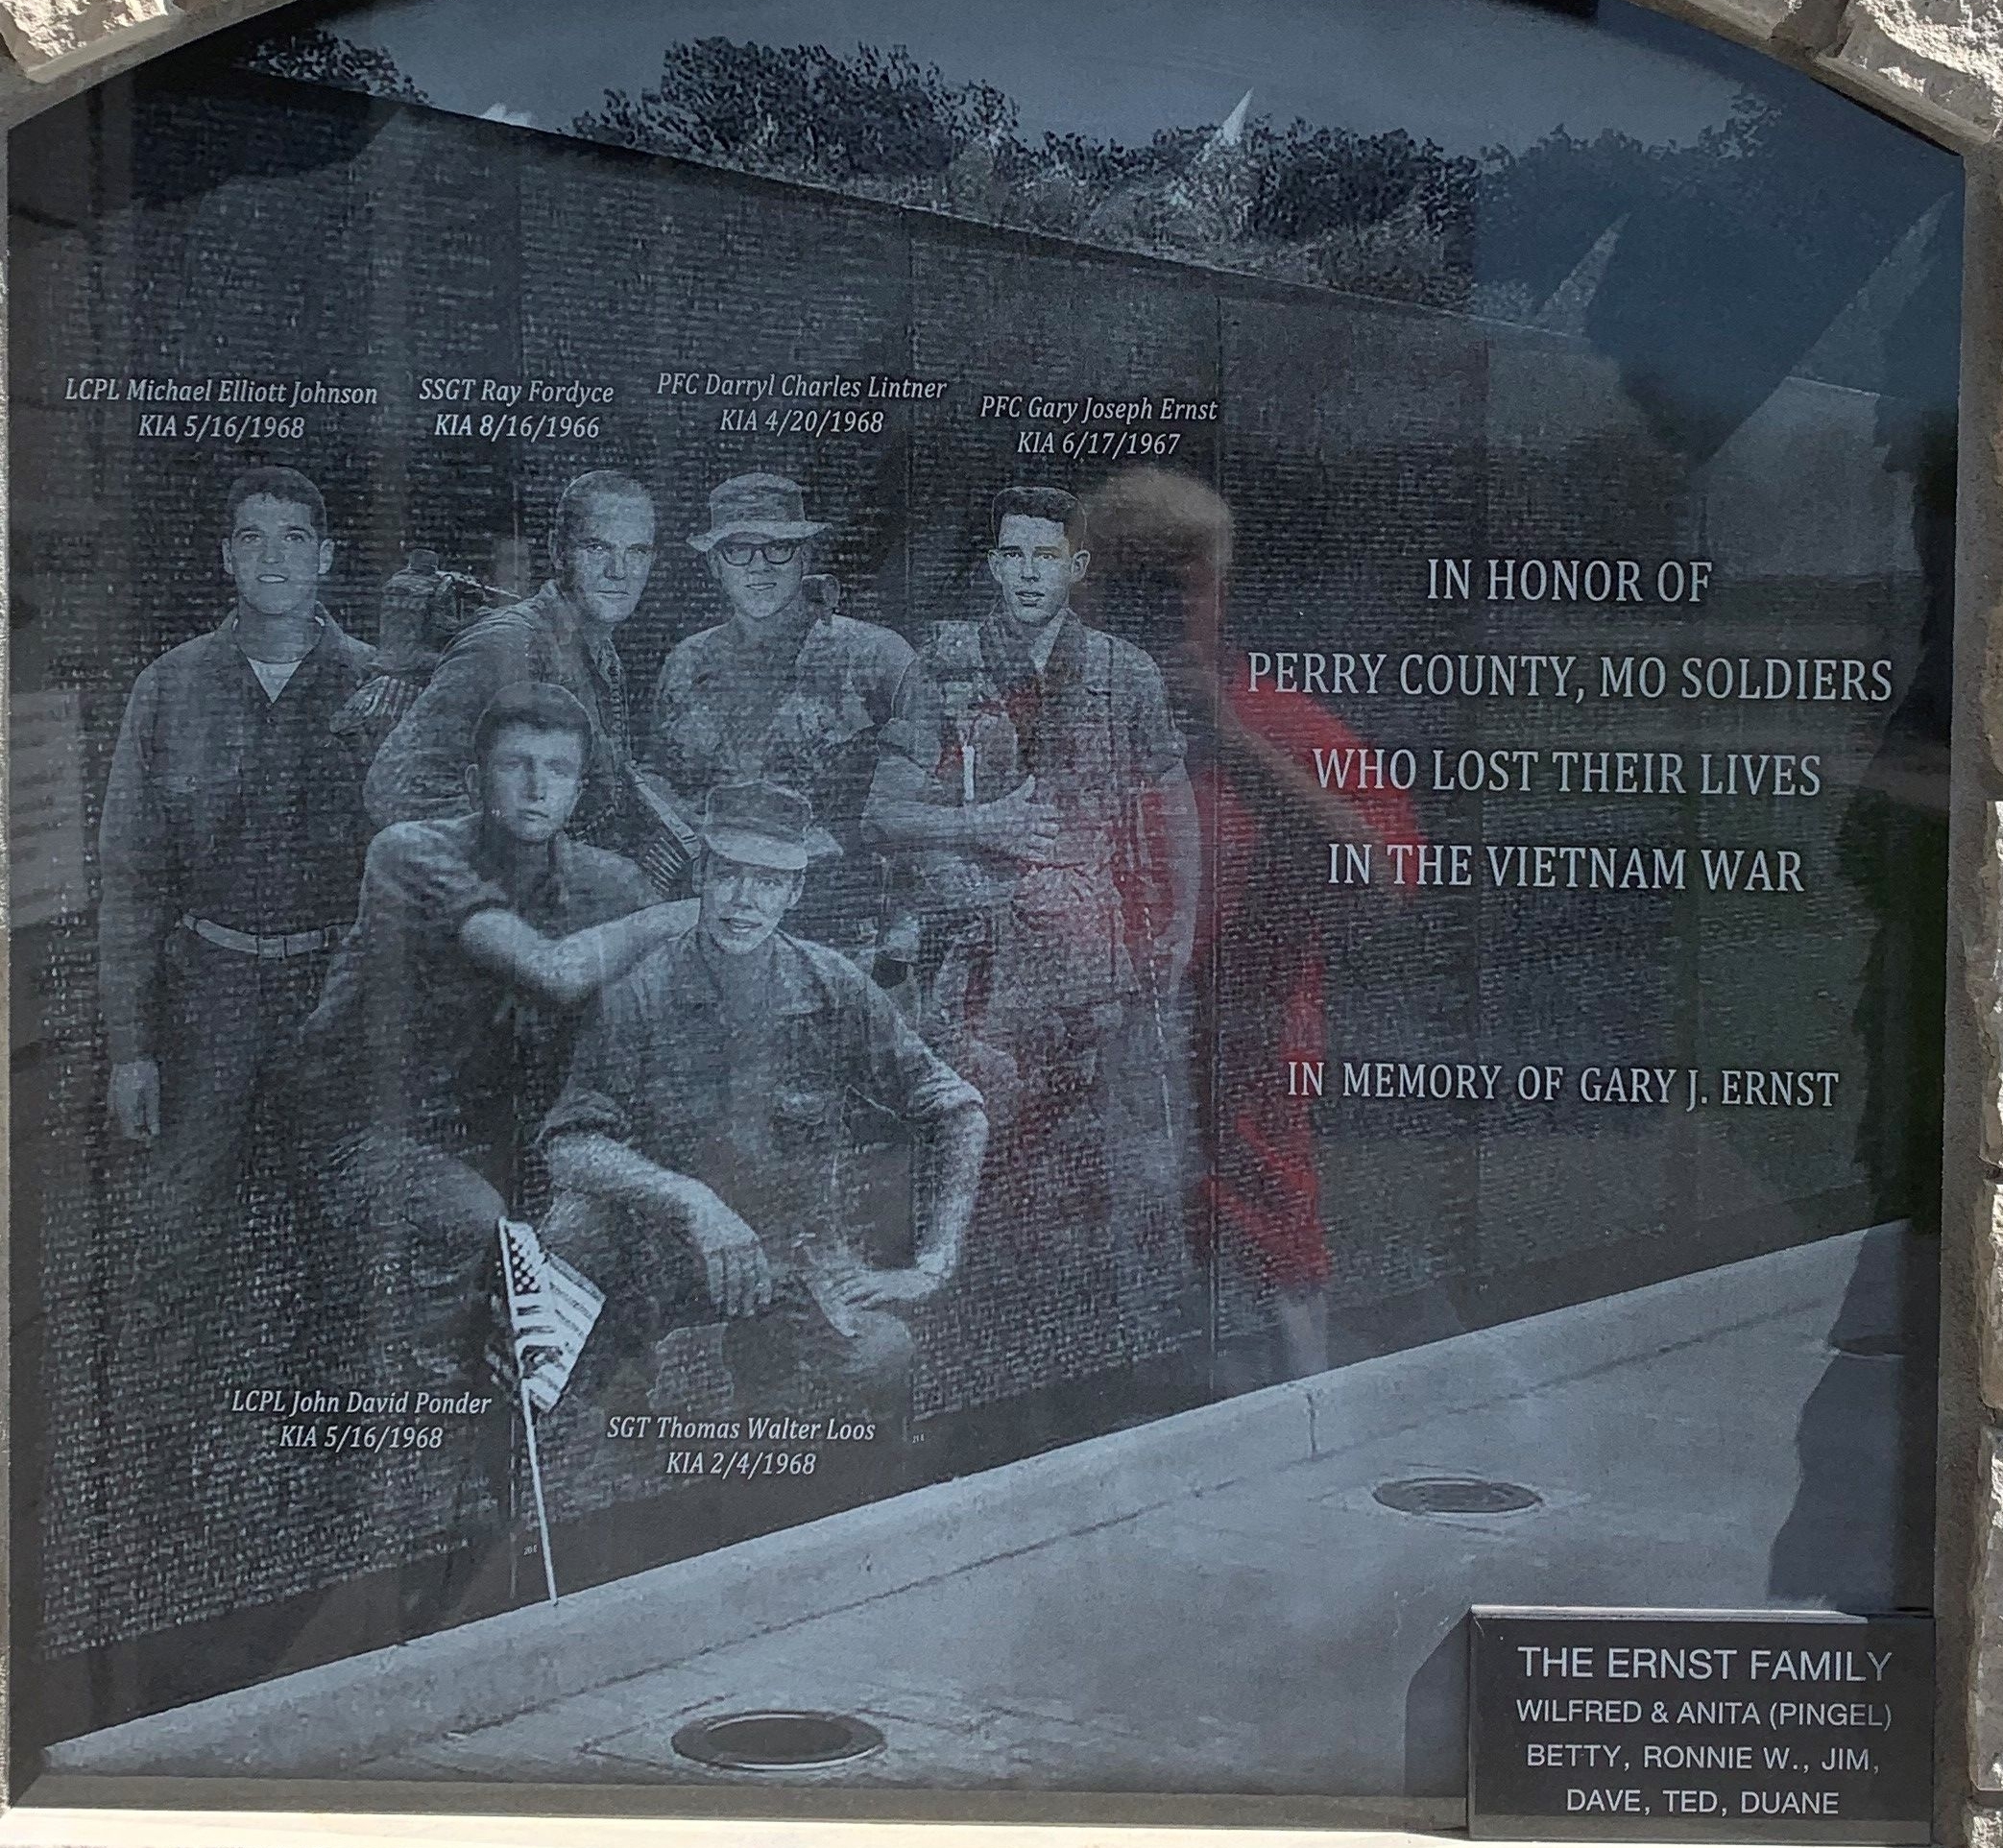 LCPL Michael Elliott Johnson
KIA 5/16/1968
SSGT Ray Fordyce
KIA 8/16/1966
PFC Darryl Charles Lintner
KIA 4/20/1968
PFC Gary Joseph Ernst
KIA 6/17/1967
IN HONOR OF
PERRY COUNTY, MO SOLDIERS
WHO LOST THEIR LIVES
IN THE VIETNAM WAR
IN MEMORY OF GARY J. ERNST
LCPL John David Ponder
KIA 5/16/1968
SGT Thomas Walter Loos
KIA 2/4/1968
THE ERNST FAMILY
WILFRED & ANITA (PINGEL)
BETTY, RONNIE W., JIM,
DAVE, TED, DUANE